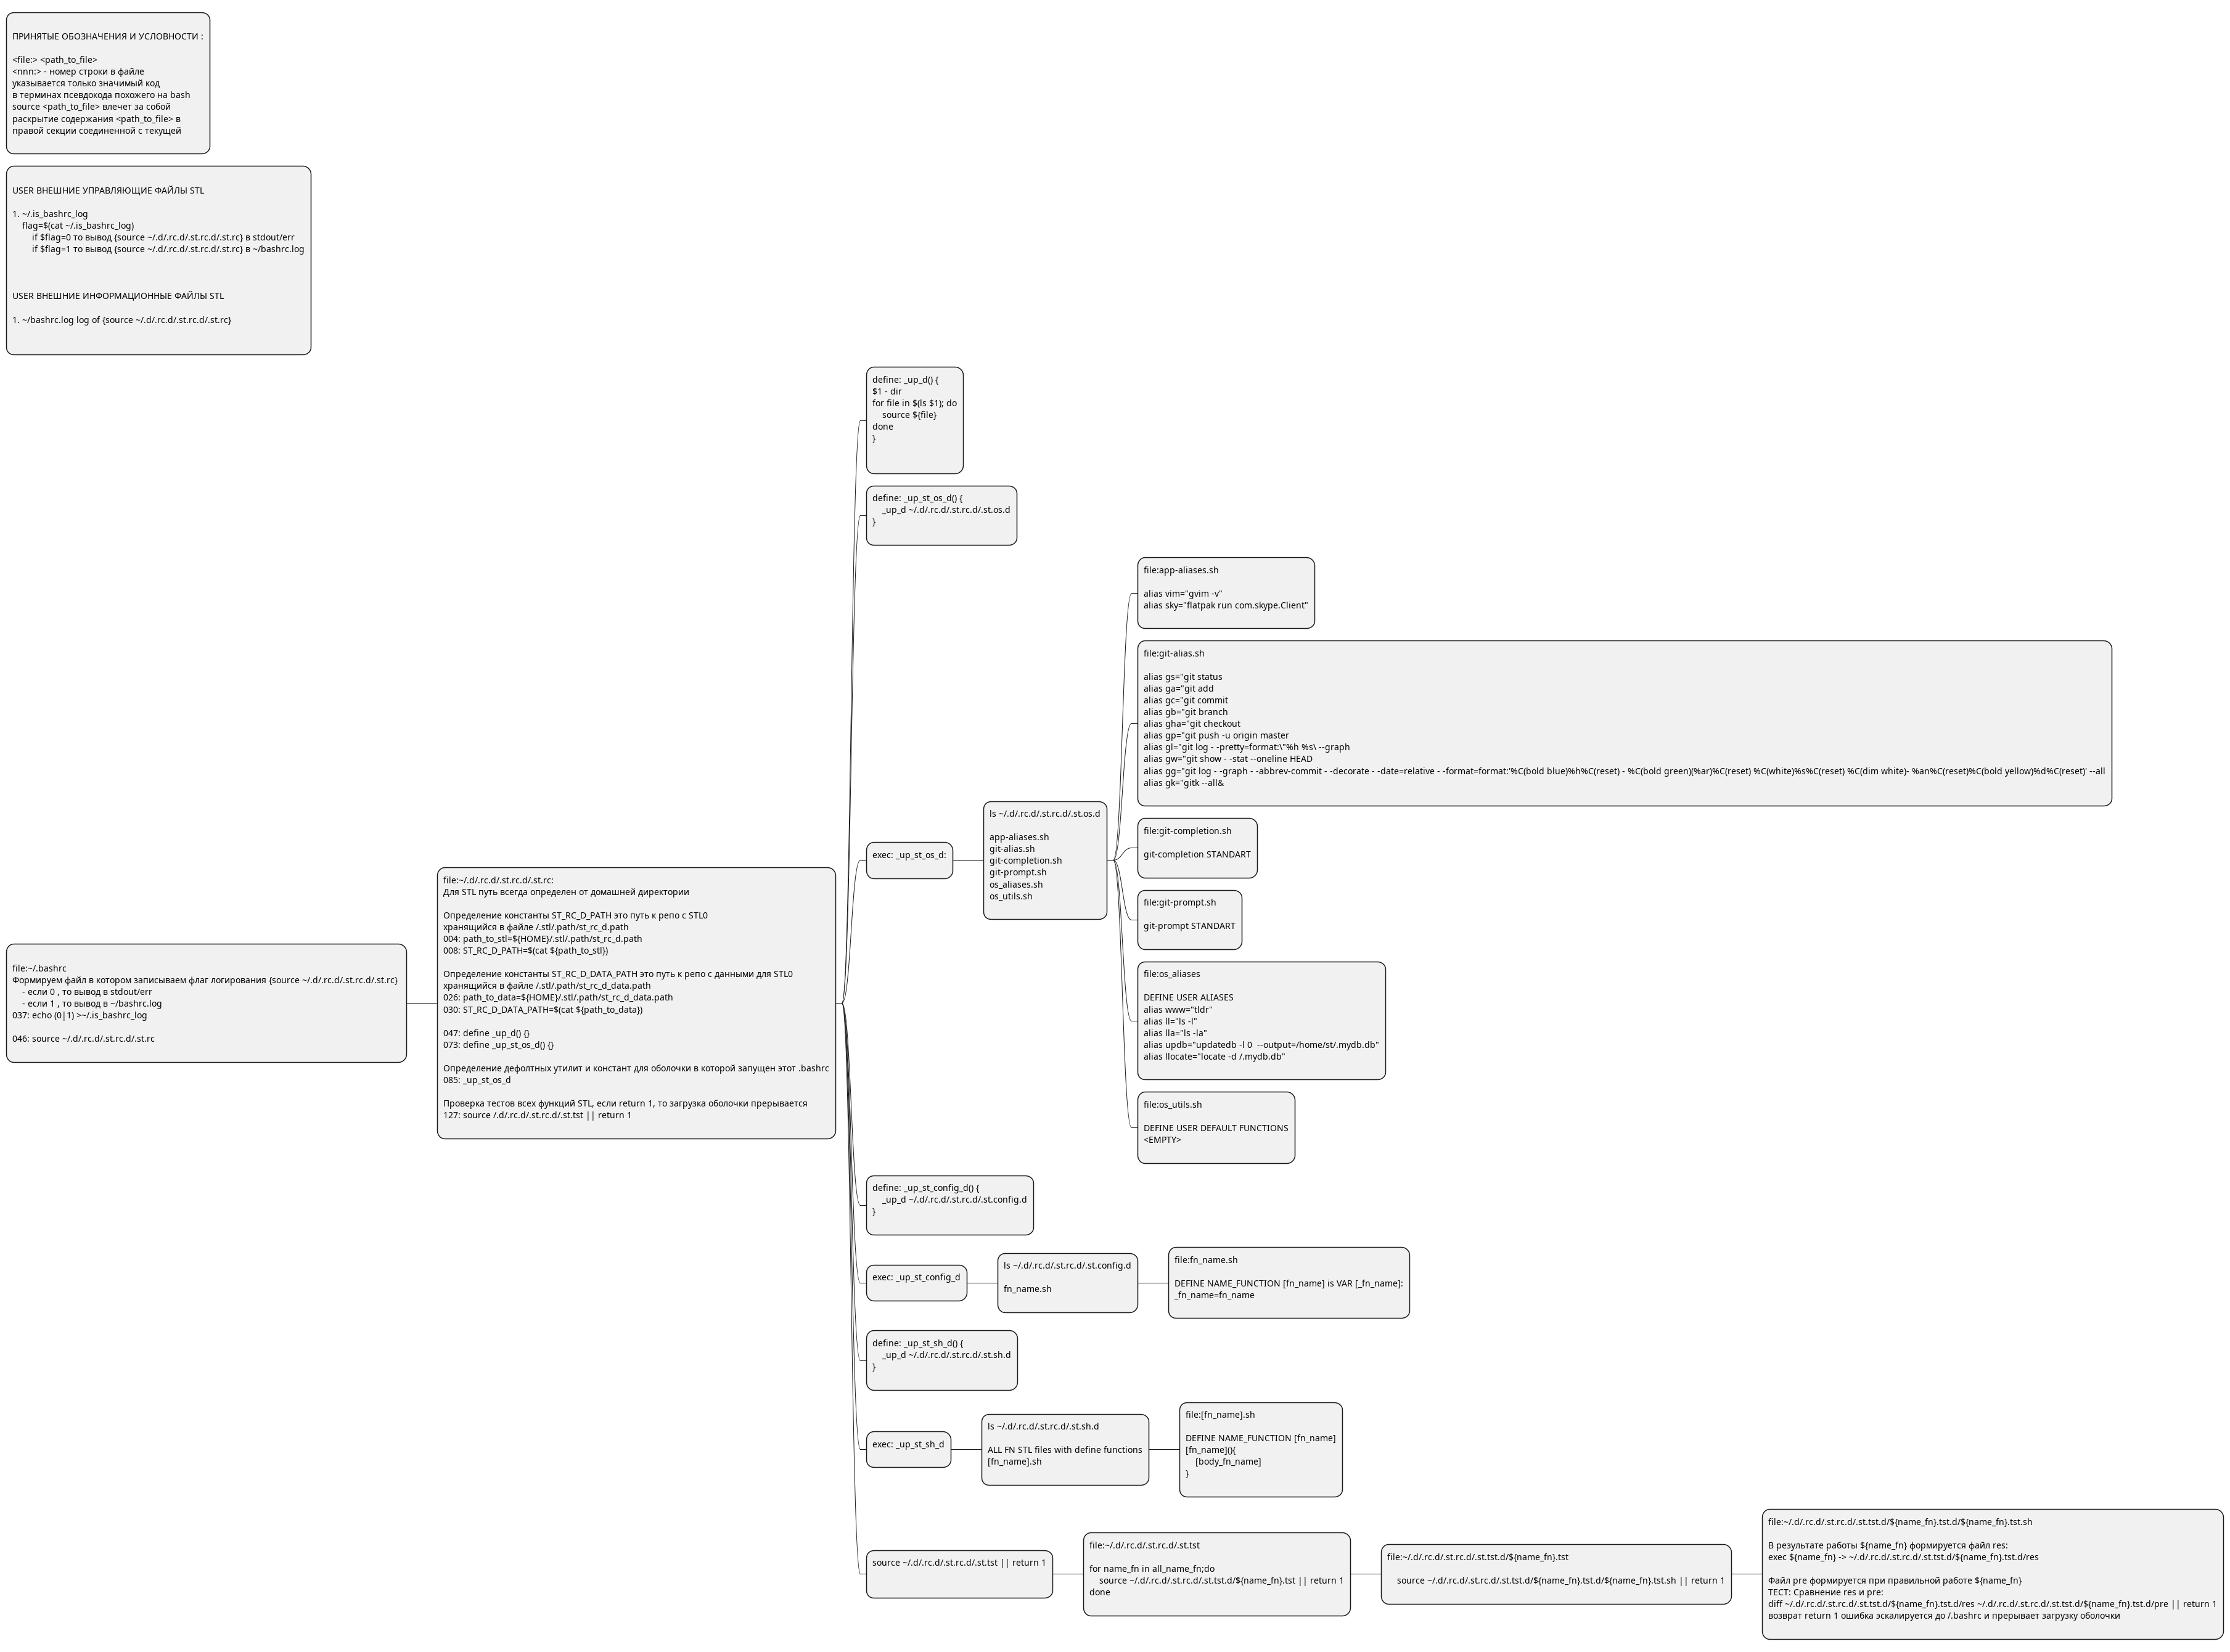 ПРИНЯТЫЕ ОБОЗНАЧЕНИЯ И УСЛОВНОСТИ :
<file:> <path_to_file>
<nnn:> - номер строки в файле
указывается только значимый код
в терминах псевдокода похожего на bash
source <path_to_file> влечет за собой
раскрытие содержания <path_to_file> в
правой секции соединенной с текущей
USER ВНЕШНИЕ УПРАВЛЯЮЩИЕ ФАЙЛЫ STL
1. ~/.is_bashrc_log
flag=$(cat ~/.is_bashrc_log)
if $flag=0 то вывод {source ~/.d/.rc.d/.st.rc.d/.st.rc} в stdout/err
if $flag=1 то вывод {source ~/.d/.rc.d/.st.rc.d/.st.rc} в ~/bashrc.log
USER ВНЕШНИЕ ИНФОРМАЦИОННЫЕ ФАЙЛЫ STL
1. ~/bashrc.log log of {source ~/.d/.rc.d/.st.rc.d/.st.rc}
file:~/.bashrc
Формируем файл в котором записываем флаг логирования {source ~/.d/.rc.d/.st.rc.d/.st.rc}
- если 0 , то вывод в stdout/err
- если 1 , то вывод в ~/bashrc.log
037: echo (0|1) >~/.is_bashrc_log
046: source ~/.d/.rc.d/.st.rc.d/.st.rc
file:~/.d/.rc.d/.st.rc.d/.st.rc:
Для STL путь всегда определен от домашней директории
Определение константы ST_RC_D_PATH это путь к репо с STL0
хранящийся в файле /.stl/.path/st_rc_d.path
004: path_to_stl=${HOME}/.stl/.path/st_rc_d.path
008: ST_RC_D_PATH=$(cat ${path_to_stl})
Определение константы ST_RC_D_DATA_PATH это путь к репо с данными для STL0
хранящийся в файле /.stl/.path/st_rc_d_data.path
026: path_to_data=${HOME}/.stl/.path/st_rc_d_data.path
030: ST_RC_D_DATA_PATH=$(cat ${path_to_data})
047: define _up_d() {}
073: define _up_st_os_d() {}
Определение дефолтных утилит и констант для оболочки в которой запущен этот .bashrc
085: _up_st_os_d
Проверка тестов всех функций STL, если return 1, то загрузка оболочки прерывается
127: source /.d/.rc.d/.st.rc.d/.st.tst || return 1
define: _up_d() {
$1 - dir
for file in $(ls $1); do
source ${file}
done
}
define: _up_st_os_d() {
_up_d ~/.d/.rc.d/.st.rc.d/.st.os.d
}
exec: _up_st_os_d:
ls ~/.d/.rc.d/.st.rc.d/.st.os.d
app-aliases.sh
git-alias.sh
git-completion.sh
git-prompt.sh
os_aliases.sh
os_utils.sh
file:app-aliases.sh
alias vim="gvim -v"
alias sky="flatpak run com.skype.Client"
file:git-alias.sh
alias gs="git status
alias ga="git add
alias gc="git commit
alias gb="git branch
alias gha="git checkout
alias gp="git push -u origin master
alias gl="git log - -pretty=format:\"%h %s\ --graph
alias gw="git show - -stat --oneline HEAD
alias gg="git log - -graph - -abbrev-commit - -decorate - -date=relative - -format=format:'%C(bold blue)%h%C(reset) - %C(bold green)(%ar)%C(reset) %C(white)%s%C(reset) %C(dim white)- %an%C(reset)%C(bold yellow)%d%C(reset)' --all
alias gk="gitk --all&
file:git-completion.sh
git-completion STANDART
file:git-prompt.sh
git-prompt STANDART
file:os_aliases
DEFINE USER ALIASES
alias www="tldr"
alias ll="ls -l"
alias lla="ls -la"
alias updb="updatedb -l 0  --output=/home/st/.mydb.db"
alias llocate="locate -d /.mydb.db"
file:os_utils.sh
DEFINE USER DEFAULT FUNCTIONS
<EMPTY>
define: _up_st_config_d() {
_up_d ~/.d/.rc.d/.st.rc.d/.st.config.d
}
exec: _up_st_config_d
ls ~/.d/.rc.d/.st.rc.d/.st.config.d
fn_name.sh
file:fn_name.sh
DEFINE NAME_FUNCTION [fn_name] is VAR [_fn_name]:
_fn_name=fn_name
define: _up_st_sh_d() {
_up_d ~/.d/.rc.d/.st.rc.d/.st.sh.d
}
exec: _up_st_sh_d
ls ~/.d/.rc.d/.st.rc.d/.st.sh.d
ALL FN STL files with define functions
[fn_name].sh
file:[fn_name].sh
DEFINE NAME_FUNCTION [fn_name]
[fn_name](){
[body_fn_name]
}
source ~/.d/.rc.d/.st.rc.d/.st.tst || return 1
file:~/.d/.rc.d/.st.rc.d/.st.tst
for name_fn in all_name_fn;do
source ~/.d/.rc.d/.st.rc.d/.st.tst.d/${name_fn}.tst || return 1
done
file:~/.d/.rc.d/.st.rc.d/.st.tst.d/${name_fn}.tst
source ~/.d/.rc.d/.st.rc.d/.st.tst.d/${name_fn}.tst.d/${name_fn}.tst.sh || return 1
file:~/.d/.rc.d/.st.rc.d/.st.tst.d/${name_fn}.tst.d/${name_fn}.tst.sh
В результате работы ${name_fn} формируется файл res:
exec ${name_fn} -> ~/.d/.rc.d/.st.rc.d/.st.tst.d/${name_fn}.tst.d/res
Файл pre формируется при правильной работе ${name_fn}
ТЕСТ: Сравнение res и pre:
diff ~/.d/.rc.d/.st.rc.d/.st.tst.d/${name_fn}.tst.d/res ~/.d/.rc.d/.st.rc.d/.st.tst.d/${name_fn}.tst.d/pre || return 1
возврат return 1 ошибка эскалируется до /.bashrc и прерывает загрузку оболочки